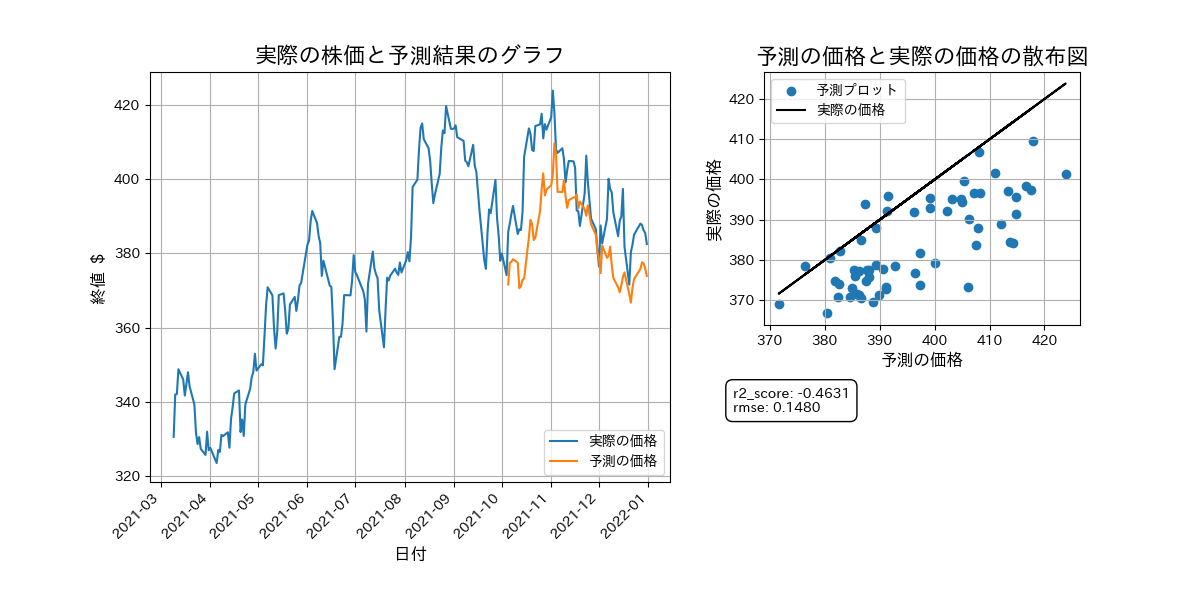 実際の株価と予測結果のグラフ
終値 $
420
400
380
360
340
320
2021-03
2021-04
2021-05
2021-06
2021-07
2021-08
2021-09
2021-10
2021-11
2021-12
2022-01
日付
実際の価格
予測の価格
予測の価格と実際の価格の散布図
実際の価格
420
410
400
390
380
370
予測プロット
実際の価格
370
380
390
400
410
420
予測の価格
r2_score: -0.4631
rmse: 0.1480